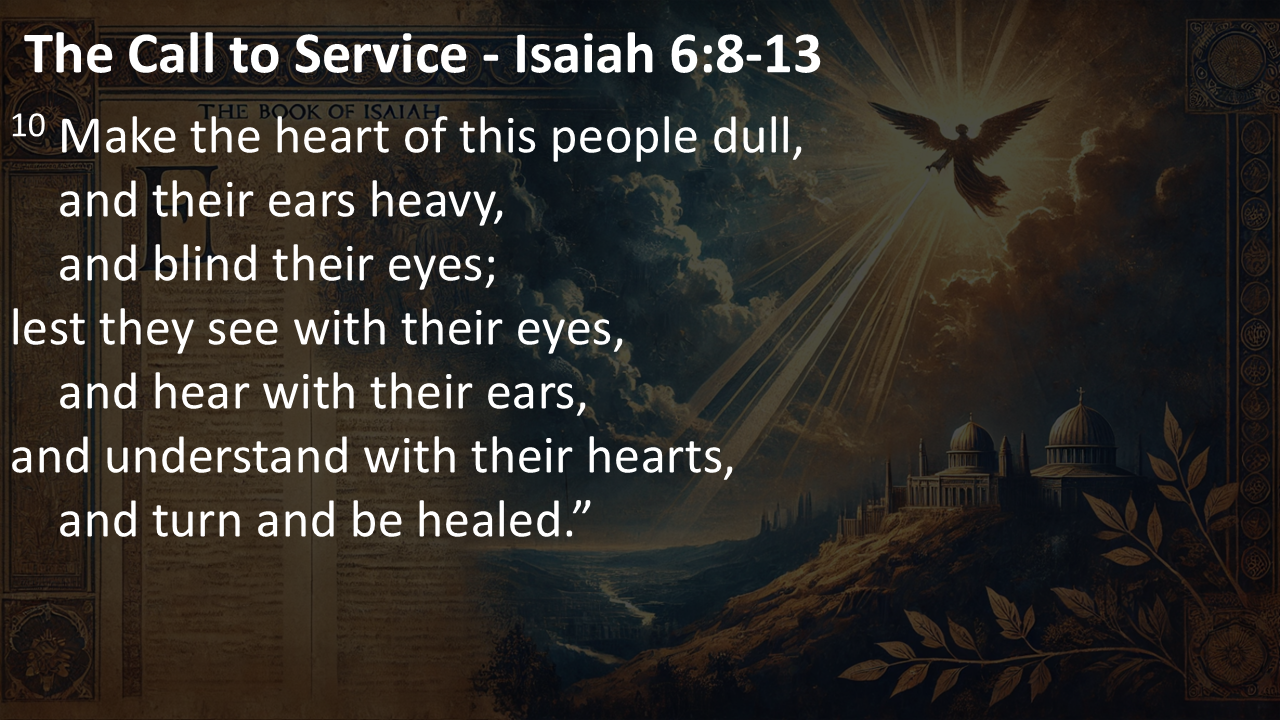 The Call to Service - Isaiah 6:8-13
THE BOOK OF ISAIAH
10 Make the heart of this people dull,
and their ears heavy,
and blind their eyes;
lest they see with their eyes,
and hear with their ears,
and understand with their hearts,
and turn and be healed.”